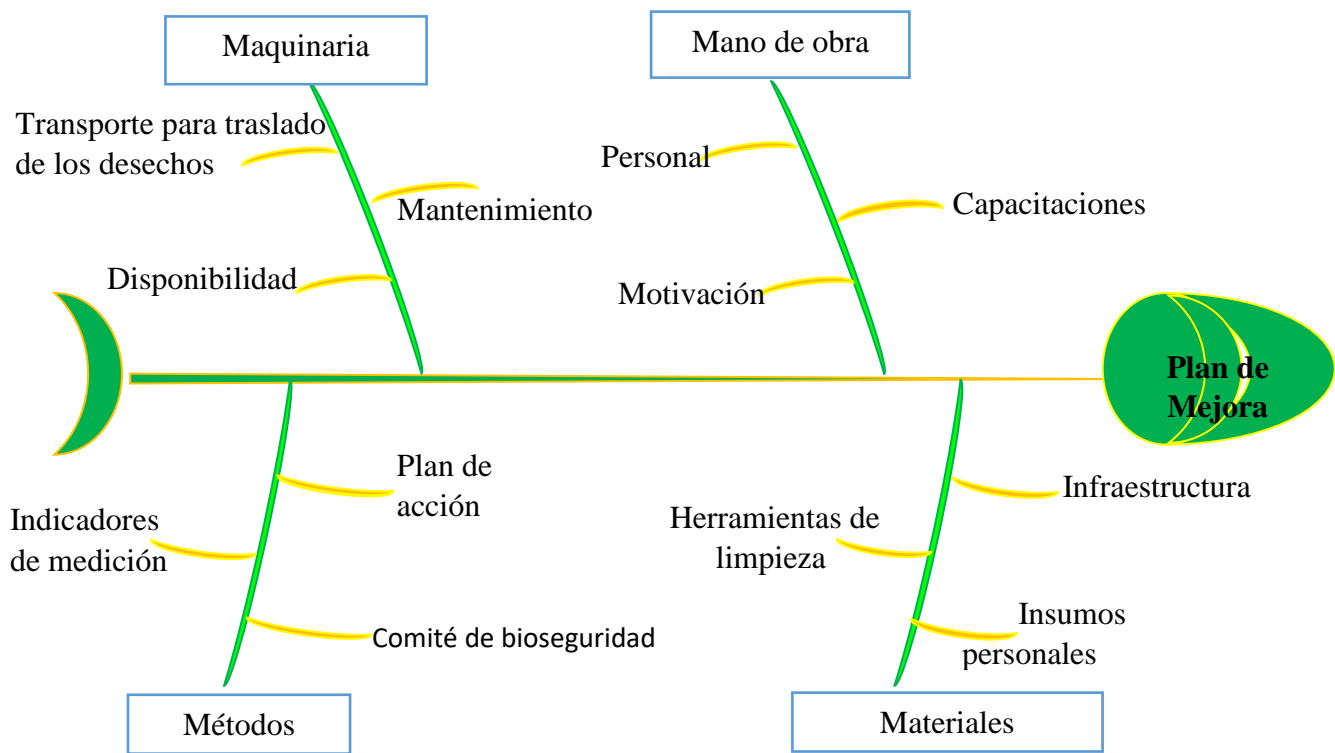 Maquinaria
Mano de obra
Transporte para traslado
de los desechos
Mantenimiento
Disponibilidad
Personal
Capacitaciones
Motivación
Plan de
Mejora
Plan de
acción
Indicadores
de medición
Comité de bioseguridad
Infraestructura
Herramientas de
limpieza
Insumos
personales
Métodos
Materiales